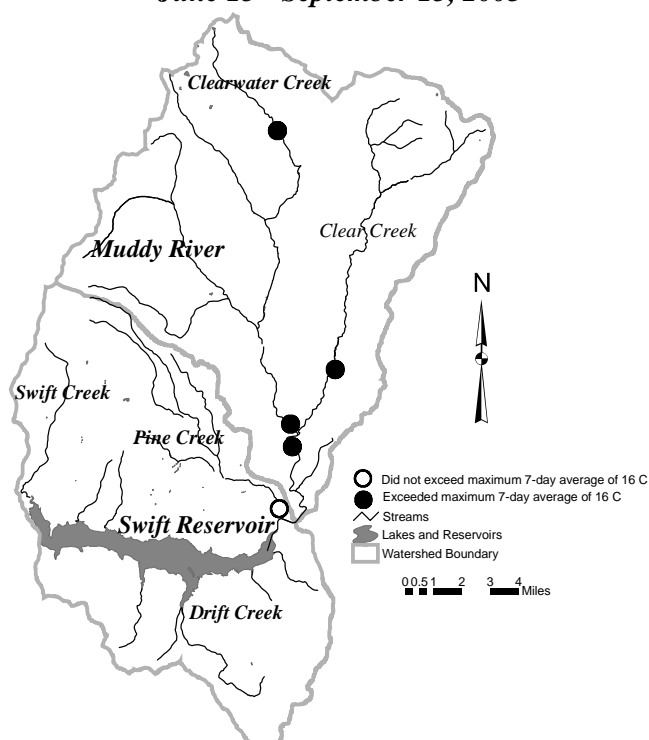 June 15 - September 15, 2003
Clearwater Creek
Clear Creek
Muddy River
N
Swift Creek
Pine Creek
Did not exceed maximum 7-day average of 16 C
Exceeded maximum 7-day average of 16 C
Streams
Swift Reservoir
Lakes and Reservoirs
Watershed Boundary
0 0.5 1 2 3 4 Miles
Drift Creek